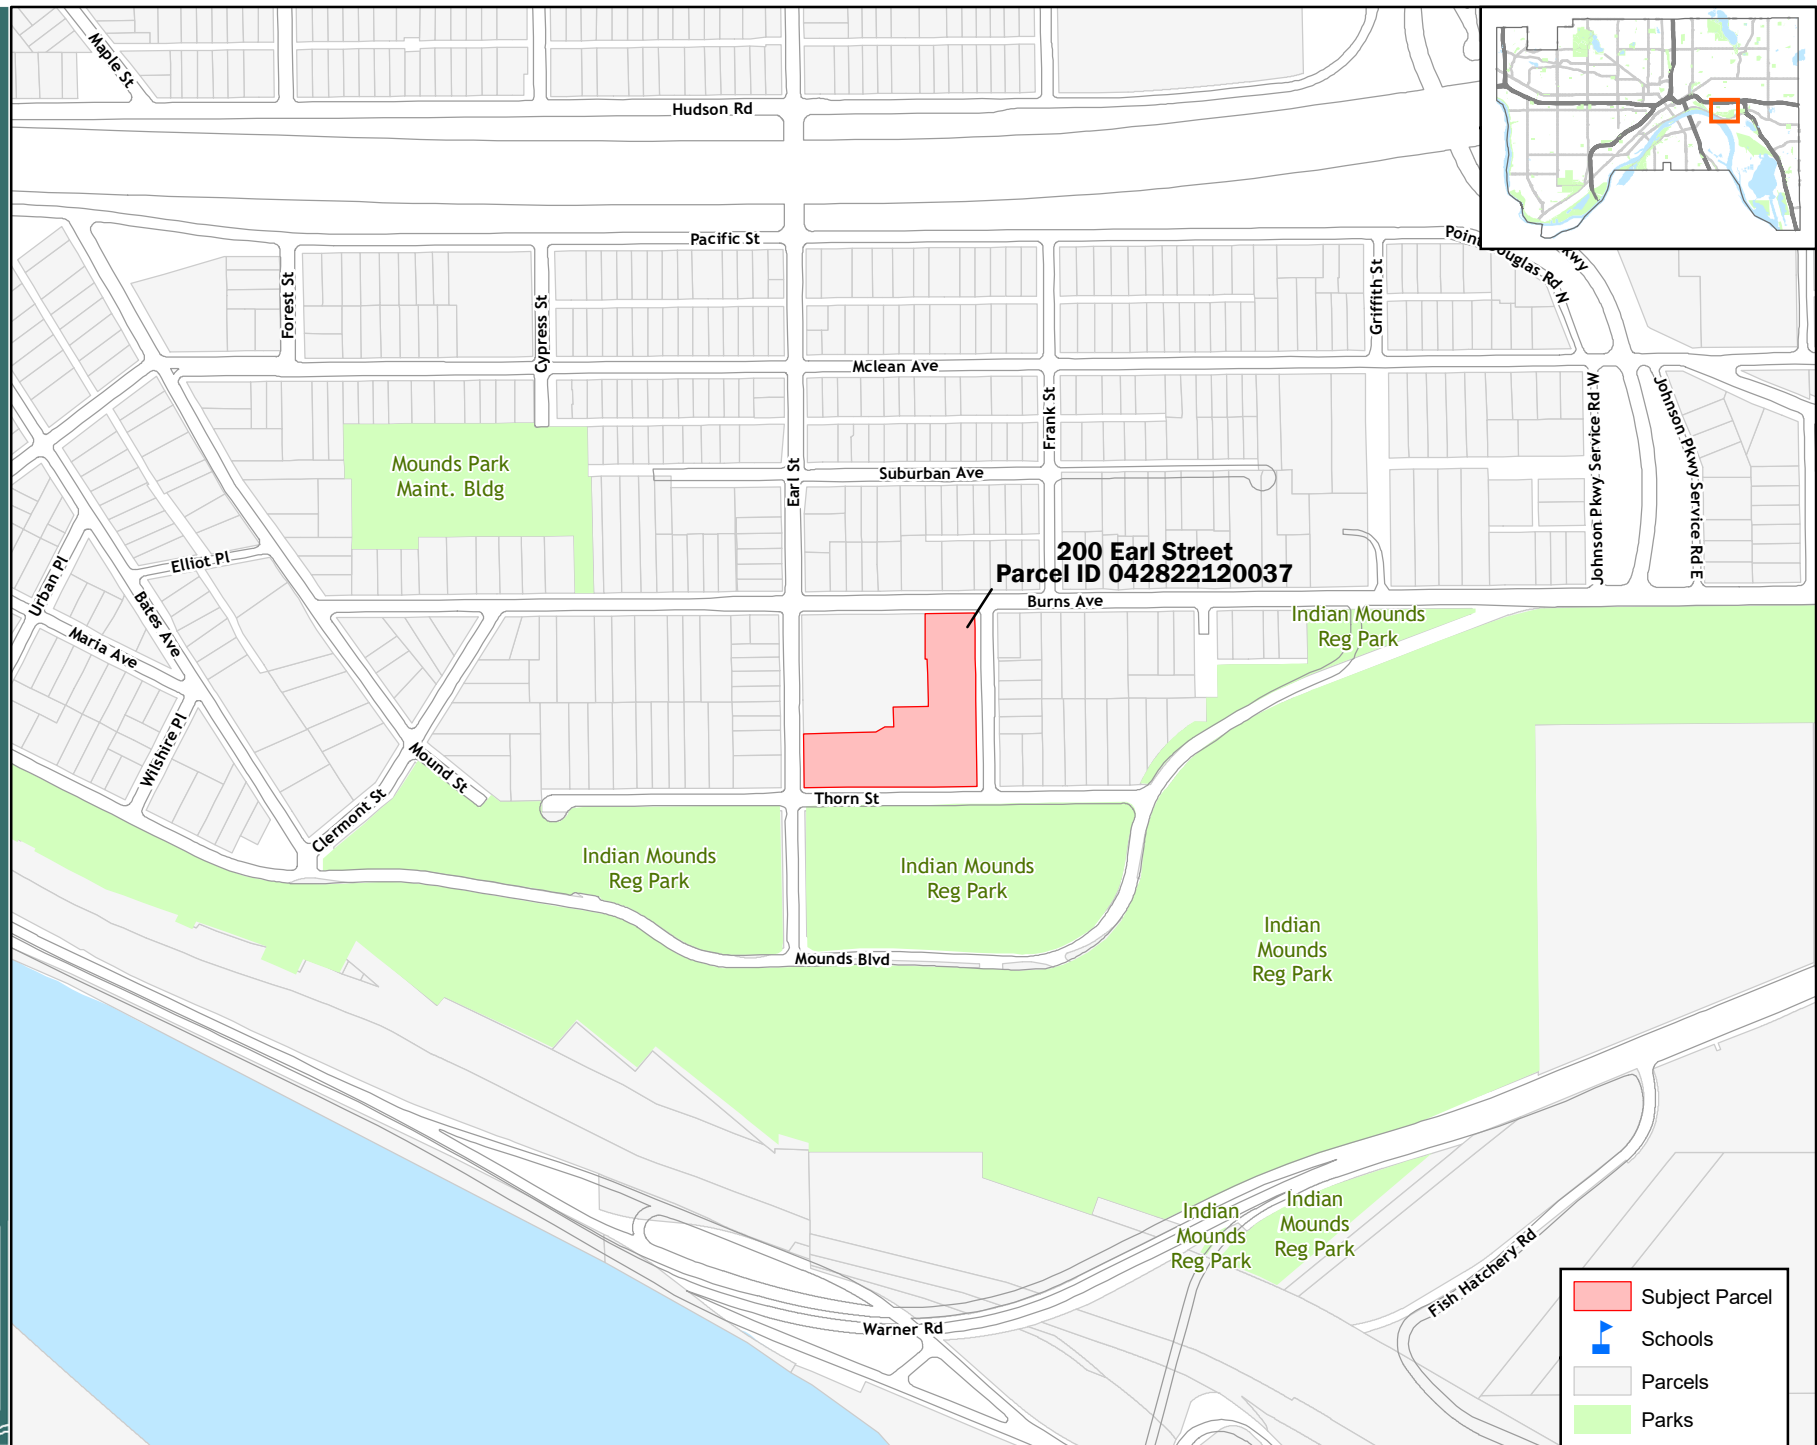 Maple St
Hudson Rd
Pacific St
Forest St
Cypress St
Griffith St
Mclean Ave
Frank St
Earl St
Suburban Ave
Johnson Pkwy Service Rd W
Johnson Pkwy Service Rd E
Mounds Park
Maint. Bldg
200 Earl Street
Parcel ID 042822120037
Burns Ave
Elliot Pl
Urban Pl
Bates Ave
Maria Ave
Wilshire Pl
Mound St
Clermont St
Thorn St
Indian Mounds
Reg Park
Indian Mounds
Reg Park
Indian Mounds
Reg Park
Indian
Mounds
Reg Park
Mounds Blvd
Indian
Mounds
Reg Park
Indian
Mounds
Reg Park
Warner Rd
Fish Hatchery Rd
Subject Parcel
Schools
Parcels
Parks